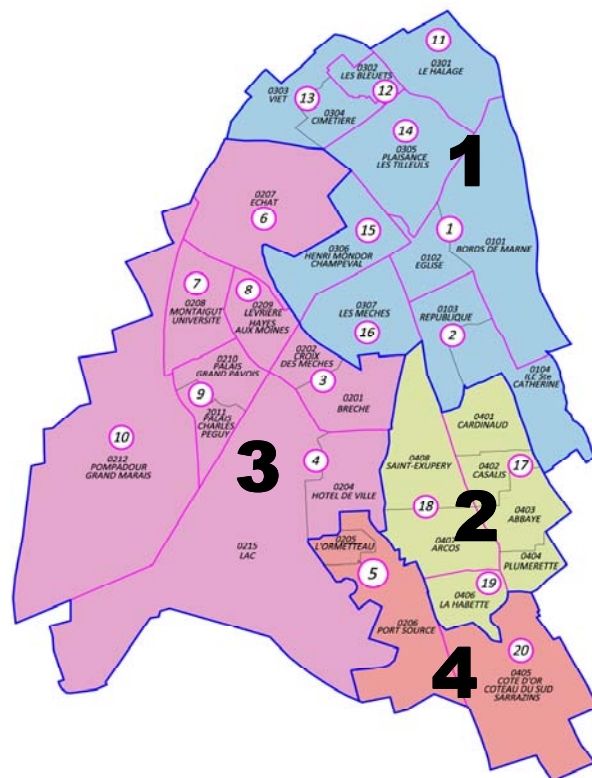 11
0301
LE HALAGE
0302
LES BLEUETS
12
0303
VIET
13
0304
CIMETIERE
14
0305
PLAISANCE
LES TILLEULS
1
0207
ECHAT
6
15
0306
HENRI MONDOR
CHAMPEVAL
1
0101
BORDS DE MARNE
0102
EGLISE
7
0208
MONTAIGUT
UNIVERSITE
8
0209
LEVRIERE
HAYES
AUX MOINES
0307
LES MECHES
16
0103
REPUBLIQUE
2
0104
ILE Ste
CATHERINE
0202
CROIX
DES MECHES
3
0210
PALAIS
GRAND PAVOIS
9
2011
PALAIS
CHARLES
PEGUY
0201
BRECHE
0401
CARDINAUD
10
0212
POMPADOUR
GRAND MARAIS
3
4
0204
HOTEL DE VILLE
0408
SAINT-EXUPERY
0402
CASALIS
17
2
18
0403
ABBAYE
0407
ARCOS
0404
PLUMERETTE
0215
LAC
0205
L'ORMETTEAU
5
19
0406
LA HABETTE
0206
PORT SOURCE
4
20
0405
COTE D'OR
COTEAU DU SUD
SARRAZINS